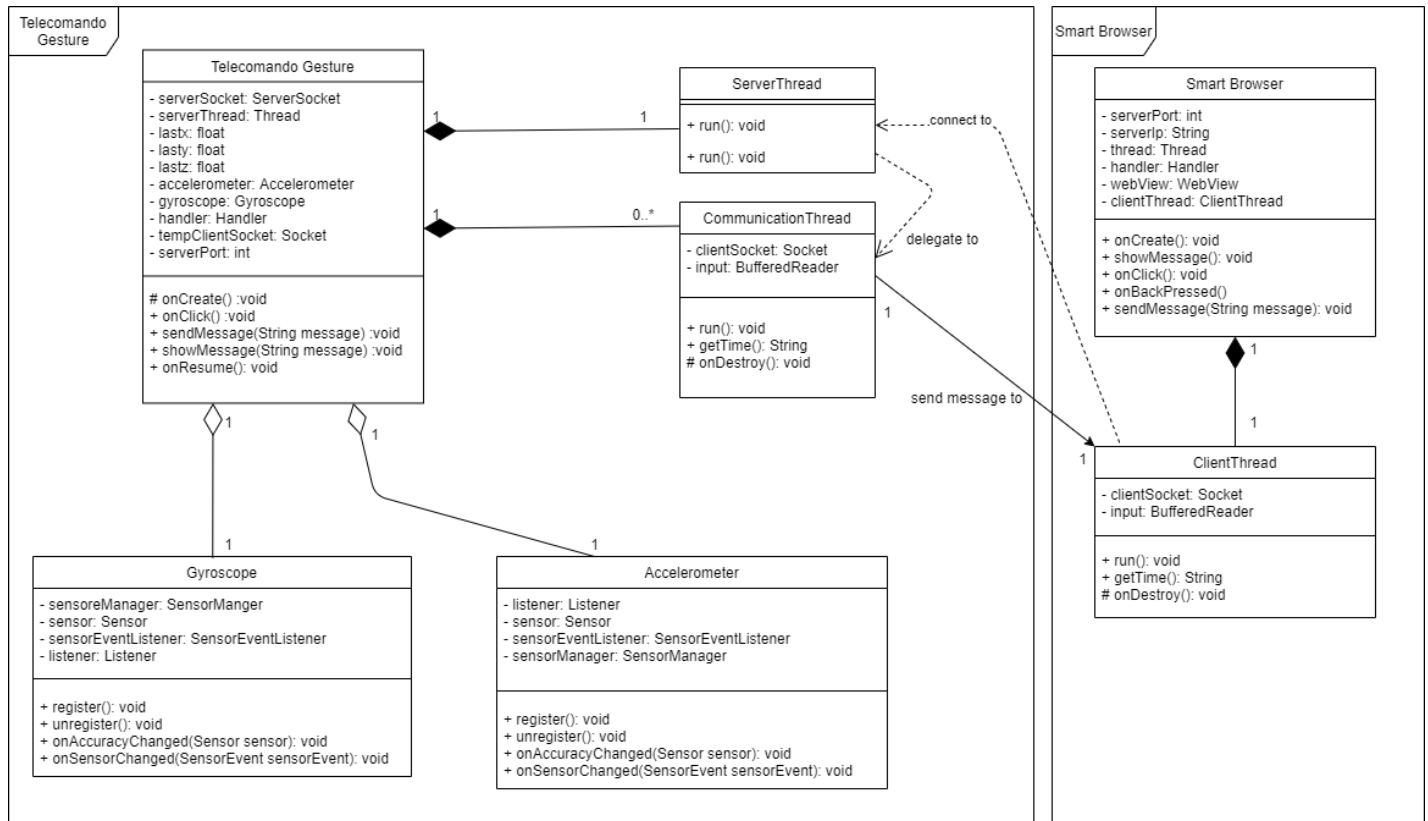 Telecomando
Gesture
Telecomando Gesture
- serverSocket: ServerSocket
- serverThread: Thread
- lastx: float
- lasty: float
- lastz: float
- accelerometer: Accelerometer
- gyroscope: Gyroscope
- handler: Handler
- tempClientSocket: Socket
- serverPort: int
# onCreate() :void
+ onClick() :void
+ sendMessage(String message) :void
+ showMessage(String message) :void
+ onResume(): void
1
1
ServerThread
+ run(): void
+ run(): void
connect to
1
0..*
CommunicationThread
- clientSocket: Socket
- input: BufferedReader
+ run(): void
+ getTime(): String
# onDestroy(): void
delegate to
1
send message to
1
1
1
1
1
Gyroscope
- sensoreManager: SensorManger
- sensor: Sensor
- sensorEventListener: SensorEventListener
- listener: Listener
+ register(): void
+ unregister(): void
+ onAccuracyChanged(Sensor sensor): void
+ onSensorChanged(SensorEvent sensorEvent): void
Accelerometer
- listener: Listener
- sensor: Sensor
- sensorEventListener: SensorEventListener
- sensorManager: SensorManager
+ register(): void
+ unregister(): void
+ onAccuracyChanged(Sensor sensor): void
+ onSensorChanged(SensorEvent sensorEvent): void
Smart Browser
Smart Browser
- serverPort: int
- serverIp: String
- thread: Thread
- handler: Handler
- webView: WebView
- clientThread: ClientThread
+ onCreate(): void
+ showMessage(): void
+ onClick(): void
+ onBackPressed()
+ sendMessage(String message): void
1
1
ClientThread
- clientSocket: Socket
- input: BufferedReader
+ run(): void
+ getTime(): String
# onDestroy(): void